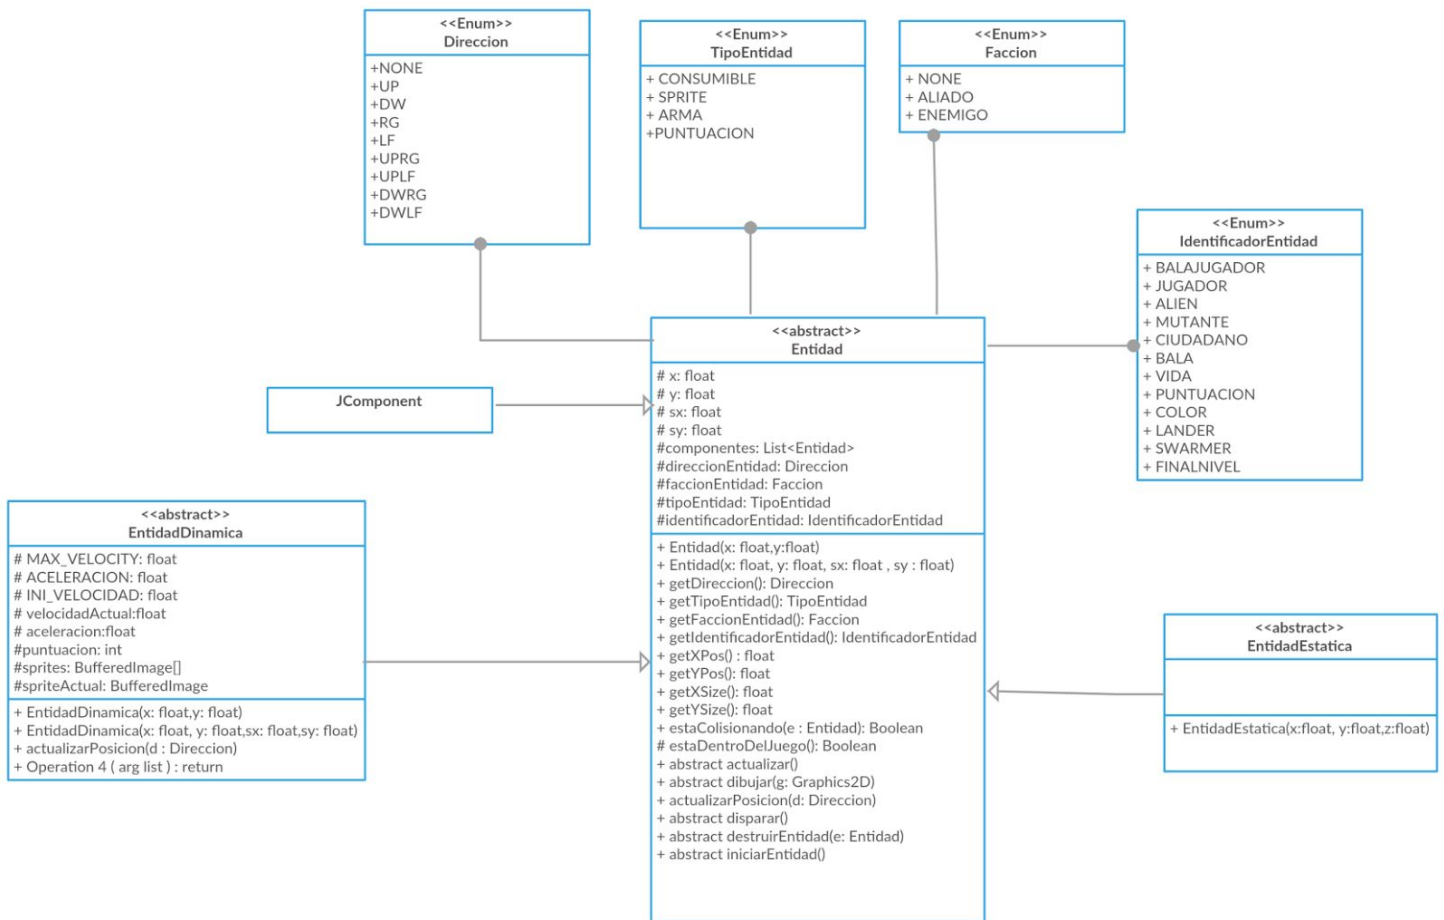 <<Enum>>
Direccion
+NONE
+UP
+DW
+RG
+LF
+UPRG
+UPLF
+DWRG
+DWLF
<<Enum>>
TipoEntidad
+ CONSUMIBLE
+ SPRITE
+ ARMA
+PUNTUACION
<<Enum>>
Faccion
+ NONE
+ ALIADO
+ ENEMIGO
<<Enum>>
IdentificadorEntidad
+ BALAJUGADOR
+ JUGADOR
+ ALIEN
+ MUTANTE
+ CIUDADANO
+ BALA
+ VIDA
+ PUNTUACION
+ COLOR
+ LANDER
+ SWARMER
+ FINALNIVEL
<<abstract>>
Entidad
# x: float
# y: float
# sx: float
# sy: float
#componentes: List<Entidad>
#direccionEntidad: Direccion
#faccionEntidad: Faccion
#tipoEntidad: TipoEntidad
#identificadorEntidad: IdentificadorEntidad
+ Entidad(x: float,y:float)
+ Entidad(x: float, y: float, sx: float , sy : float)
+ getDireccion(): Direccion
+ getTipoEntidad(): TipoEntidad
+ getFaccionEntidad(): Faccion
+ getIdentificadorEntidad(): IdentificadorEntidad
+ getXPos() : float
+ getYPos(): float
+ getXSize(): float
+ getYSize(): float
+ estaColisionando(e : Entidad): Boolean
# estaDentroDelJuego(): Boolean
+ abstract actualizar()
+ abstract dibujar(g: Graphics2D)
+ actualizarPosicion(d: Direccion)
+ abstract disparar()
+ abstract destruirEntidad(e: Entidad)
+ abstract iniciarEntidad()
JComponent
<<abstract>>
EntidadDinamica
# MAX_VELOCITY: float
# ACELERACION: float
# INI_VELOCIDAD: float
# velocidadActual:float
# aceleracion:float
#puntuacion: int
#sprites: BufferedImage[]
#spriteActual: BufferedImage
+ EntidadDinamica(x: float,y: float)
+ EntidadDinamica(x: float, y: float,sx: float,sy: float)
+ actualizarPosicion(d : Direccion)
+ Operation 4 ( arg list ) : return
<<abstract>>
EntidadEstatica
+ EntidadEstatica(x:float, y:float,z:float)